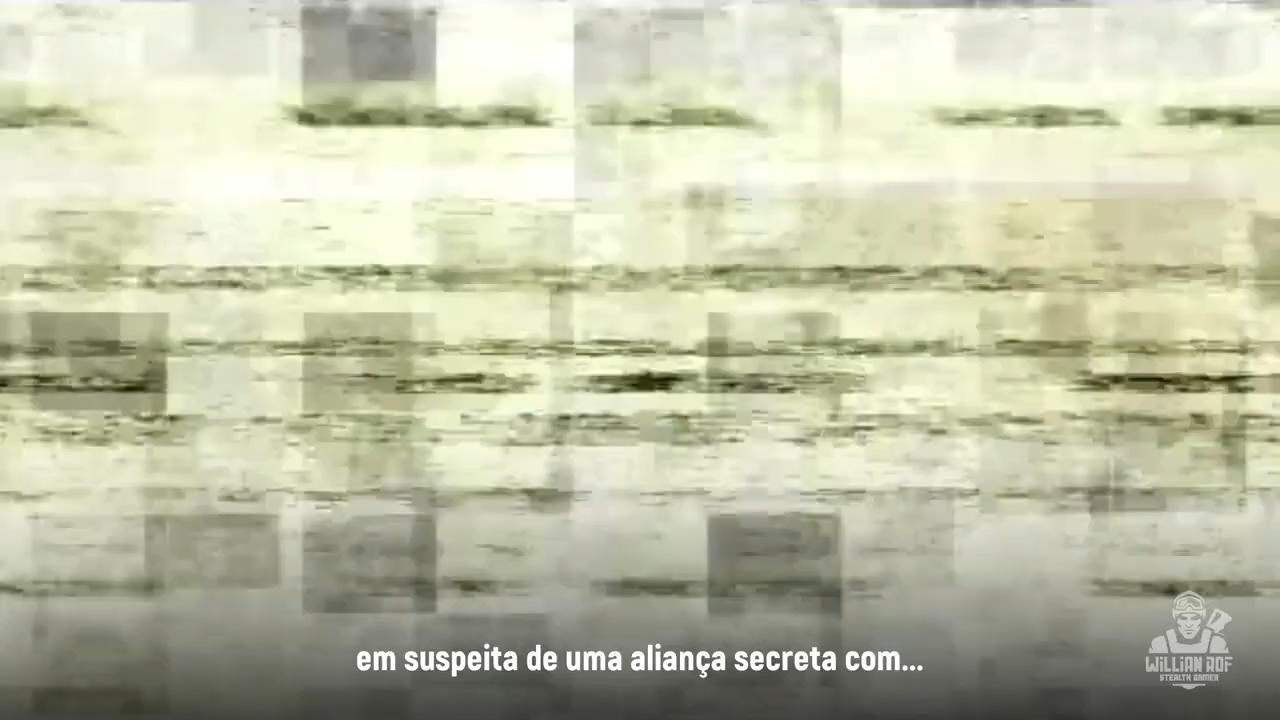 em suspeita de uma aliança secreta com...
WILLIAN ROF
STEALTH GAMER